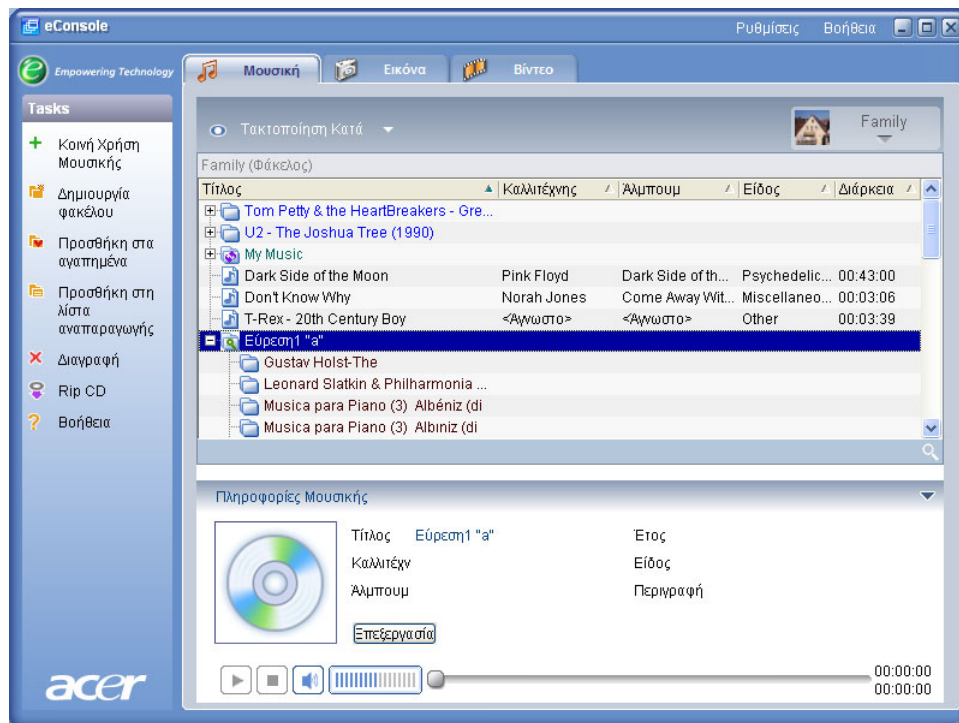 eConsole
Ρυθμίσεις Βοήθεια
e Empowering Technology
Μουσική Εικόνα Βίντεο
Tasks
Κοινή Χρήση
Μουσικής
Δημιουργία
φακέλου
Προσθήκη στα
αγαπημένα
Προσθήκη στη
λίστα
αναπαραγωγής
Διαγραφή
Rip CD
Βοήθεια
acer
Τακτοποίηση Κατά
Family
Family (Φάκελος)
Τίτλος Καλλιτέχνης Άλμπουμ Είδος Διάρκεια
Tom Petty & the HeartBreakers - Gre...
U2 - The Joshua Tree (1990)
My Music
Dark Side of the Moon Pink Floyd Dark Side of th... Psychedelic... 00:43:00
Don't Know Why Norah Jones Come Away Wit... Miscellaneo... 00:03:06
T-Rex - 20th Century Boy <Άγνωστο> <Άγνωστο> Other 00:03:39
Εύρεση1 "a"
Gustav Holst-The
Leonard Slatkin & Philharmonia ...
Musica para Piano (3) Albéniz (di
Musica para Piano (3) Albiniz (di
Πληροφορίες Μουσικής
Τίτλος Εύρεση1 "a" Έτος
Καλλιτέχν Είδος
Άλμπουμ Περιγραφή
Επεξεργασία
00:00:00
00:00:00